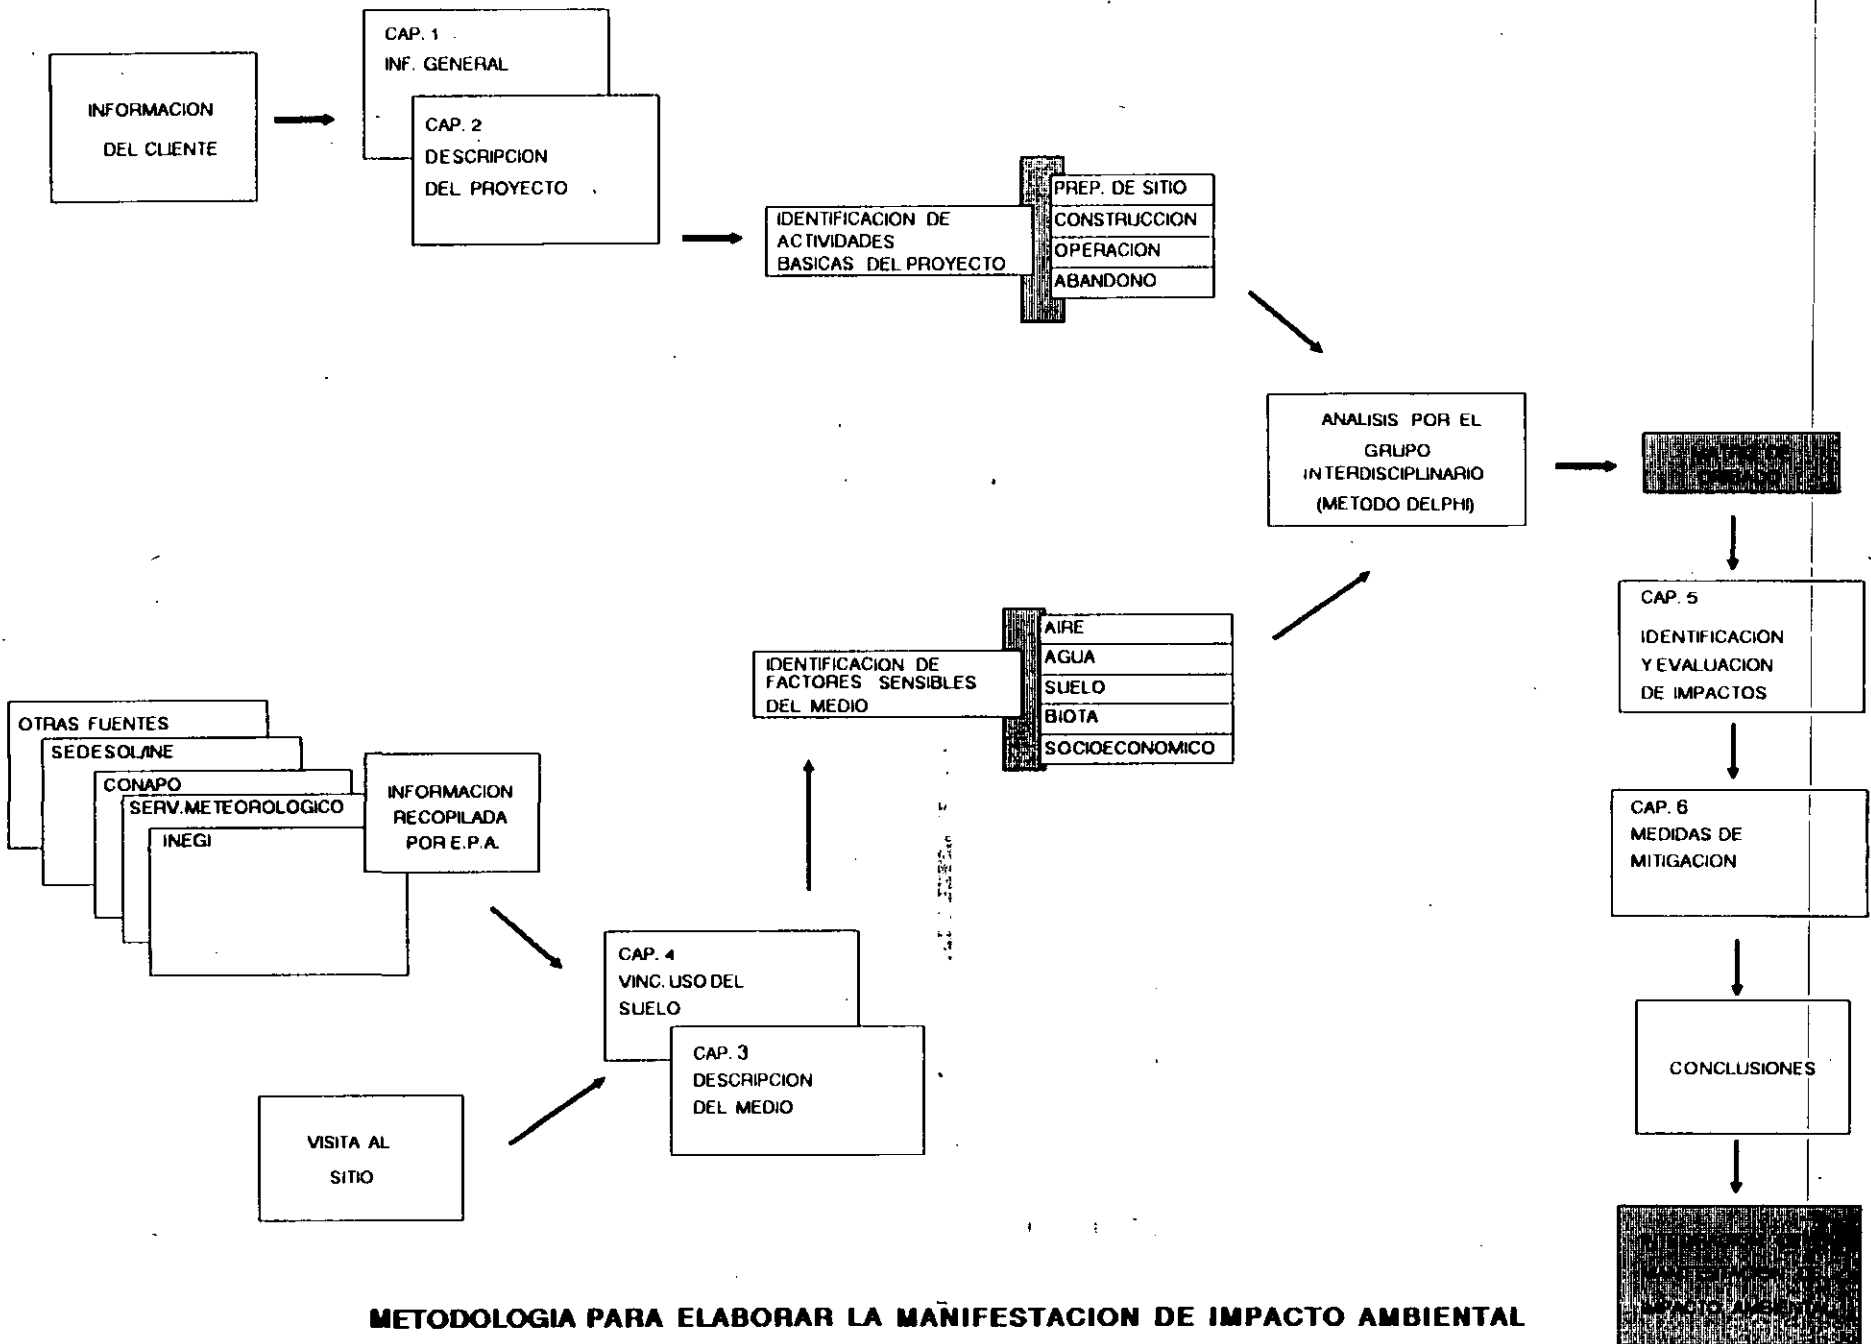 INFORMACION
DEL CLIENTE
CAP. 1
INF. GENERAL
CAP. 2
DESCRIPCION
DEL PROYECTO
IDENTIFICACION DE
ACTIVIDADES
BASICAS DEL PROYECTO
PREP. DE SITIO
CONSTRUCCION
OPERACION
ABANDONO
ANALISIS POR EL
GRUPO
INTERDISCIPLINARIO
(METODO DELPHI)
MATRIZ DE
CAP. 5
IDENTIFICACION
Y EVALUACION
DE IMPACTOS
CAP. 6
MEDIDAS DE
MITIGACION
CONCLUSIONES
IMPACTO AMBIENTAL
IDENTIFICACION DE
FACTORES SENSIBLES
DEL MEDIO
AIRE
AGUA
SUELO
BIOTA
SOCIOECONOMICO
OTRAS FUENTES
SEDESOL/INE
CONAPO
SERV.METEOROLOGICO
INEGI
INFORMACION
RECOPILADA
POR E.P.A.
CAP. 4
VINC. USO DEL
SUELO
CAP. 3
DESCRIPCION
DEL MEDIO
VISITA AL
SITIO
METODOLOGIA PARA ELABORAR LA MANIFESTACION DE IMPACTO AMBIENTAL